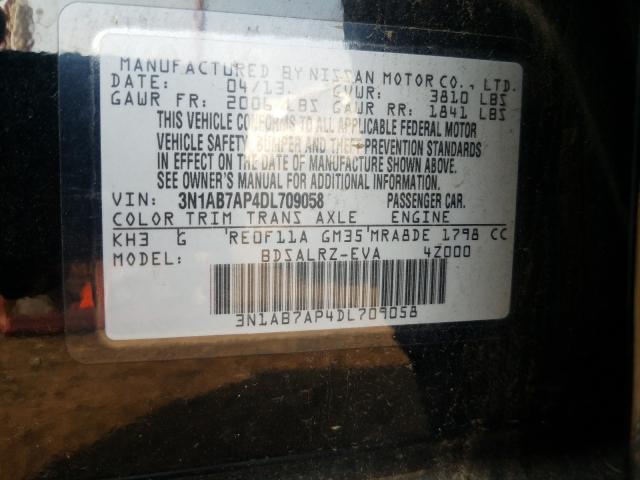 MANUFACTURED BY NISSAN MOTOR CO., LTD.
DATE: 04/13. GVWR: 3810 LBS
GAWR FR: 2006 LBS GAWR RR: 1841 LBS
THIS VEHICLE CONFORMS TO ALL APPLICABLE FEDERAL MOTOR
VEHICLE SAFETY, BUMPER AND THEFT PREVENTION STANDARDS
IN EFFECT ON THE DATE OF MANUFACTURE SHOWN ABOVE.
SEE OWNER'S MANUAL FOR ADDITIONAL INFORMATION.
VIN: 3N1AB7AP4DL709058 PASSENGER CAR.
COLOR TRIM TRANS AXLE ENGINE
KH3 G RE0F11A GM35 MRA8DE 1798 CC
MODEL: BDSALRZ-EVA 4Z000
3N1AB7AP4DL709058